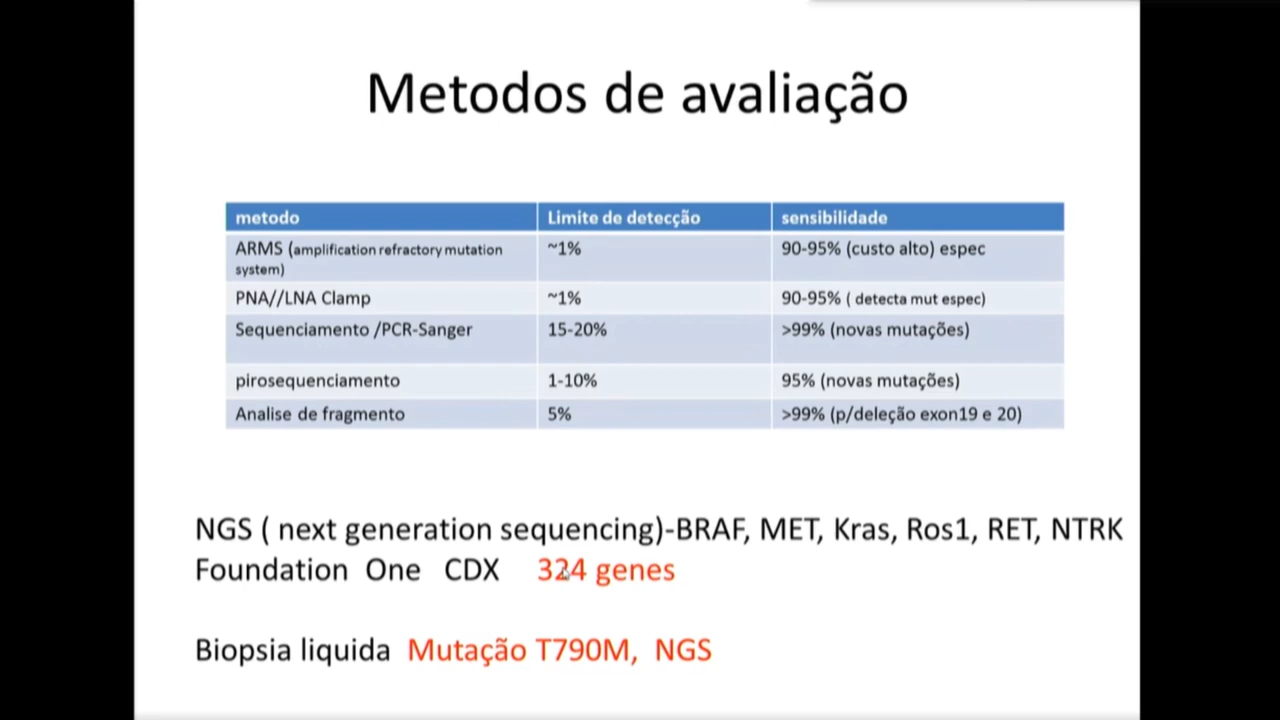 Metodos de avaliação
metodo Limite de detecção sensibilidade
ARMS (amplification refractory mutation system) ~1% 90-95% (custo alto) espec
PNA//LNA Clamp ~1% 90-95% ( detecta mut espec)
Sequenciamento /PCR-Sanger 15-20% >99% (novas mutações)
pirosequenciamento 1-10% 95% (novas mutações)
Analise de fragmento 5% >99% (p/deleção exon19 e 20)
NGS ( next generation sequencing)-BRAF, MET, Kras, Ros1, RET, NTRK
Foundation One CDX 324 genes
Biopsia liquida Mutação T790M, NGS